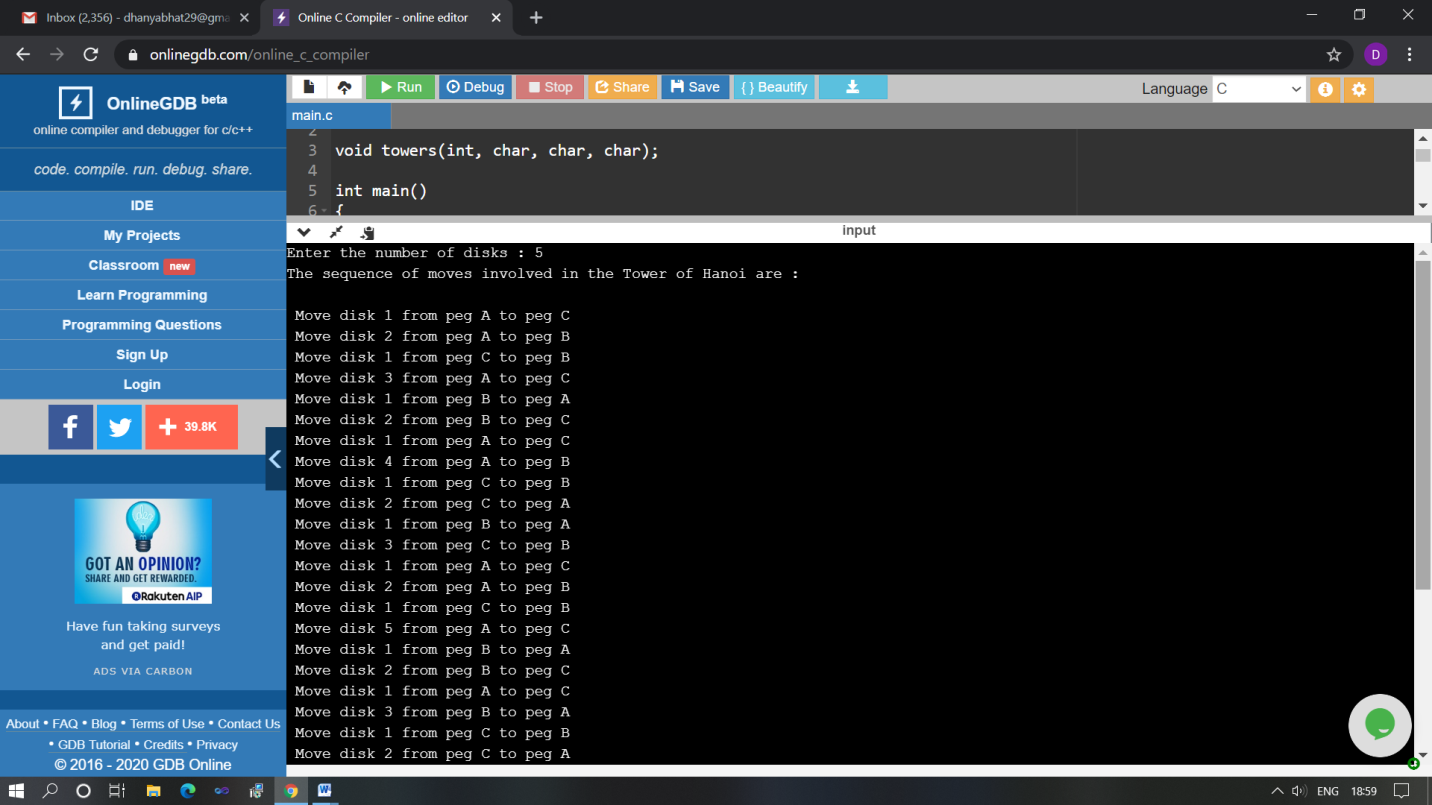 Inbox (2,356) - dhanyabhat29@gma
Online C Compiler - online editor
onlinegdb.com/online_c_compiler
D
OnlineGDB beta
online compiler and debugger for c/c++
code. compile. run. debug. share.
IDE
My Projects
Classroom new
Learn Programming
Programming Questions
Sign Up
Login
39.8K
GOT AN OPINION?
SHARE AND GET REWARDED.
Rakuten AIP
Have fun taking surveys
and get paid!
ADS VIA CARBON
About • FAQ • Blog • Terms of Use • Contact Us
• GDB Tutorial • Credits • Privacy
© 2016 - 2020 GDB Online
Run Debug Stop Share Save { } Beautify
Language C
main.c
2
3 void towers(int, char, char, char);
4
5 int main()
6 {
input
Enter the number of disks : 5
The sequence of moves involved in the Tower of Hanoi are :
Move disk 1 from peg A to peg C
Move disk 2 from peg A to peg B
Move disk 1 from peg C to peg B
Move disk 3 from peg A to peg C
Move disk 1 from peg B to peg A
Move disk 2 from peg B to peg C
Move disk 1 from peg A to peg C
Move disk 4 from peg A to peg B
Move disk 1 from peg C to peg B
Move disk 2 from peg C to peg A
Move disk 1 from peg B to peg A
Move disk 3 from peg C to peg B
Move disk 1 from peg A to peg C
Move disk 2 from peg A to peg B
Move disk 1 from peg C to peg B
Move disk 5 from peg A to peg C
Move disk 1 from peg B to peg A
Move disk 2 from peg B to peg C
Move disk 1 from peg A to peg C
Move disk 3 from peg B to peg A
Move disk 1 from peg C to peg B
Move disk 2 from peg C to peg A
ENG 18:59